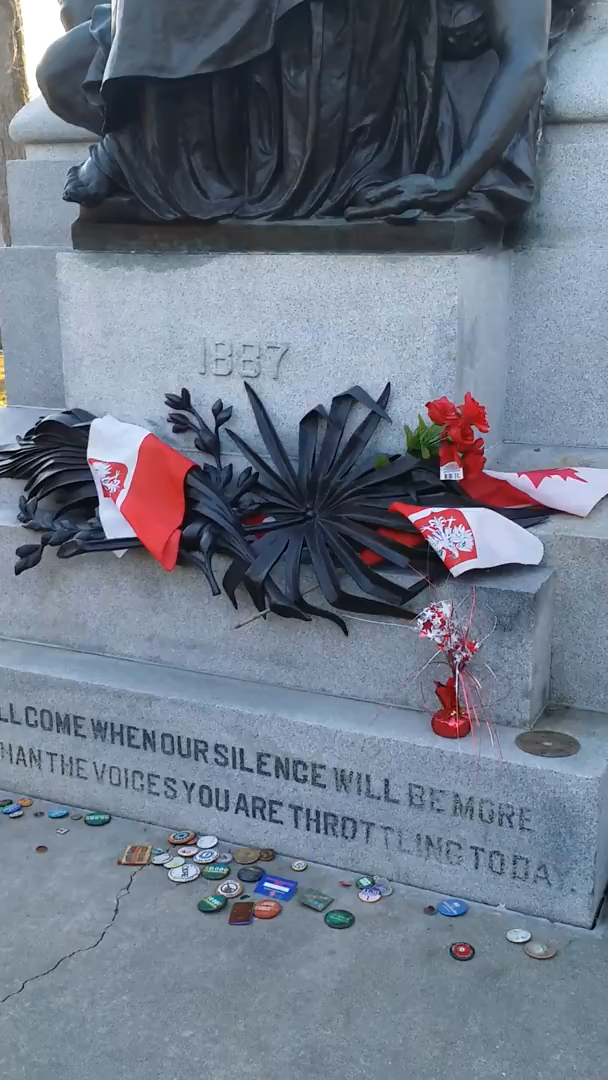 1887
LL COME WHEN OUR SILENCE WILL BE MORE
HAN THE VOICES YOU ARE THROTTLING TODA